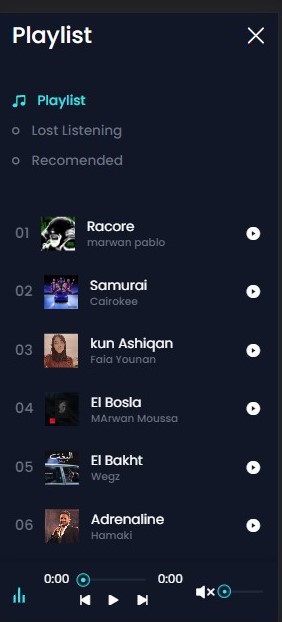 Playlist
Playlist
Lost Listening
Recomended
01
Racore
marwan pablo
02
Samurai
Cairokee
03
kun Ashiqan
Faia Younan
04
El Bosla
MArwan Moussa
05
البخت
El Bakht
Wegz
06
Adrenaline
Hamaki
0:00 0:00